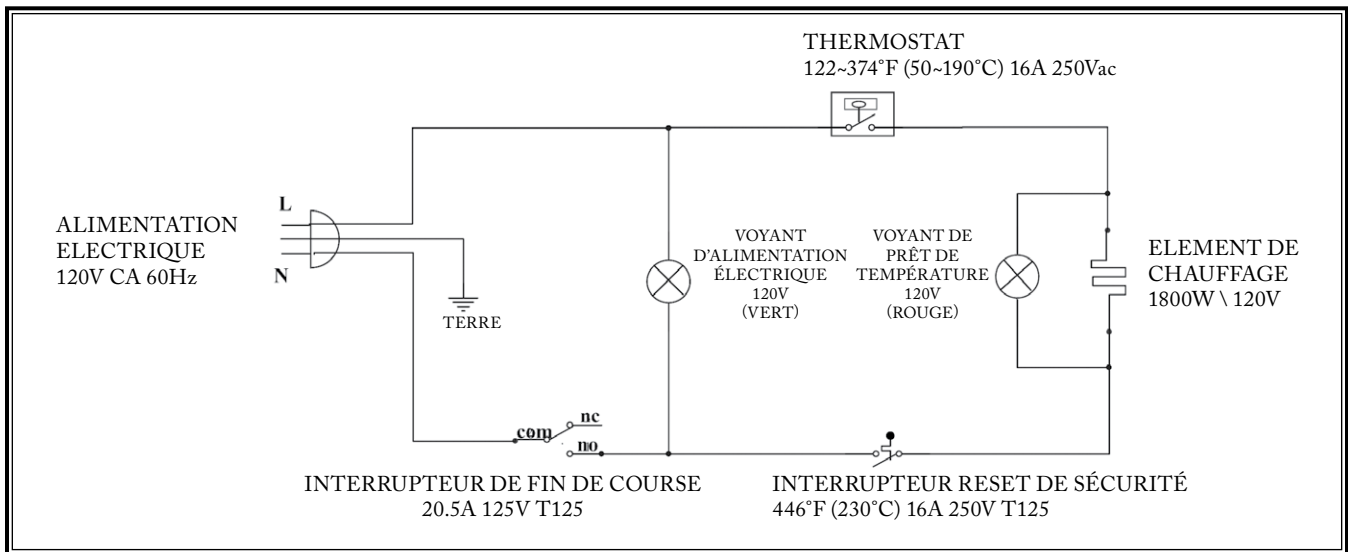 THERMOSTAT
122~374°F (50~190°C) 16A 250Vac
L
ALIMENTATION
ELECTRIQUE
120V CA 60Hz
N
TERRE
VOYANT
D'ALIMENTATION
ÉLECTRIQUE
120V
(VERT)
VOYANT DE
PRÊT DE
TEMPÉRATURE
120V
(ROUGE)
ELEMENT DE
CHAUFFAGE
1800W \ 120V
com
nc
no
INTERRUPTEUR DE FIN DE COURSE
20.5A 125V T125
INTERRUPTEUR RESET DE SÉCURITÉ
446°F (230°C) 16A 250V T125